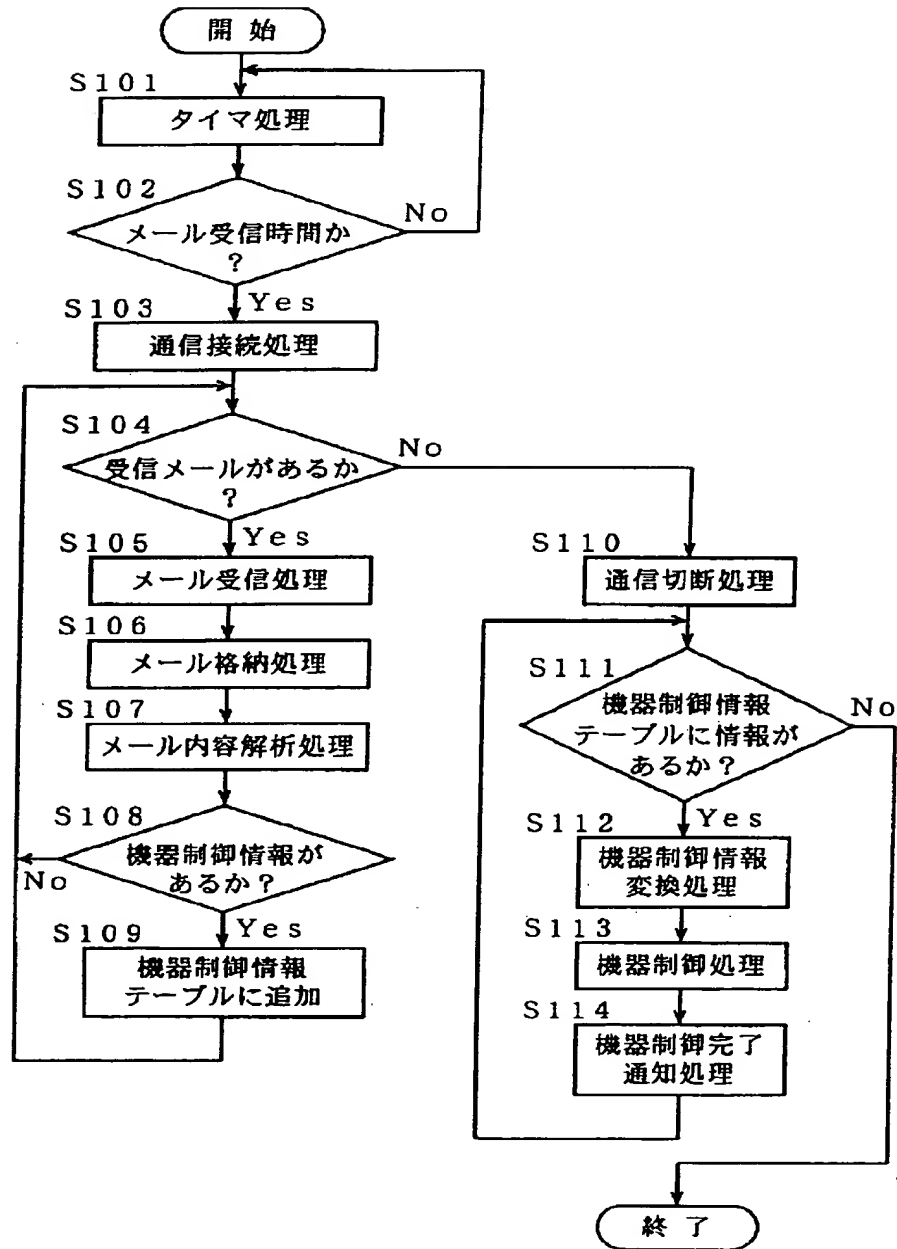 開 始
S101
タイマ処理
S102
メール受信時間か
?
No
Yes
S103
通信接続処理
S104
受信メールがあるか
?
No
Yes
S105
メール受信処理
S106
メール格納処理
S107
メール内容解析処理
S108
機器制御情報が
あるか?
No
Yes
S109
機器制御情報
テーブルに追加
S110
通信切断処理
S111
機器制御情報
テーブルに情報が
あるか?
No
Yes
S112
機器制御情報
変換処理
S113
機器制御処理
S114
機器制御完了
通知処理
終 了